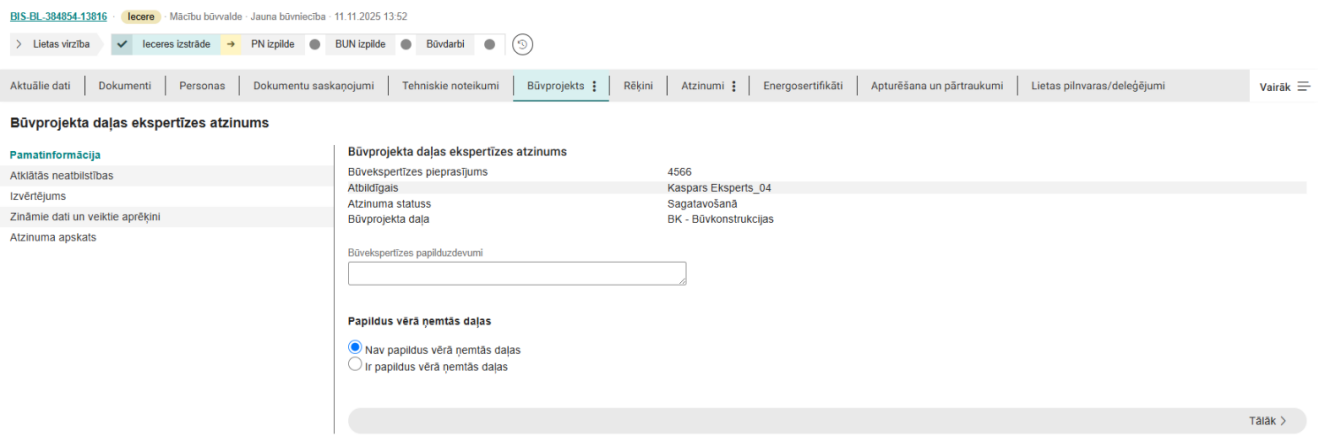 BIS-BL-384854-13816 · Iecere · Mācību būvvalde · Jauna būvniecība · 11.11.2025 13:52
Lietas virzība Ieceres izstrāde PN izpilde BUN izpilde Būvdarbi
Aktuālie dati Dokumenti Personas Dokumentu saskaņojumi Tehniskie noteikumi Būvprojekts Rēķini Atzinumi Energosertifikāti Apturēšana un pārtraukumi Lietas pilnvaras/deleģējumi Vairāk
Būvprojekta daļas ekspertīzes atzinums
Pamatinformācija
Atklātās neatbilstības
Izvērtējums
Zināmie dati un veiktie aprēķini
Atzinuma apskats
Būvprojekta daļas ekspertīzes atzinums
Būvekspertīzes pieprasījums 4566
Atbildīgais Kaspars Eksperts_04
Atzinuma statuss Sagatavošanā
Būvprojekta daļa BK - Būvkonstrukcijas
Būvekspertīzes papilduzdevumi
Papildus vērā ņemtās daļas
Nav papildus vērā ņemtās daļas
Ir papildus vērā ņemtās daļas
Tālāk >